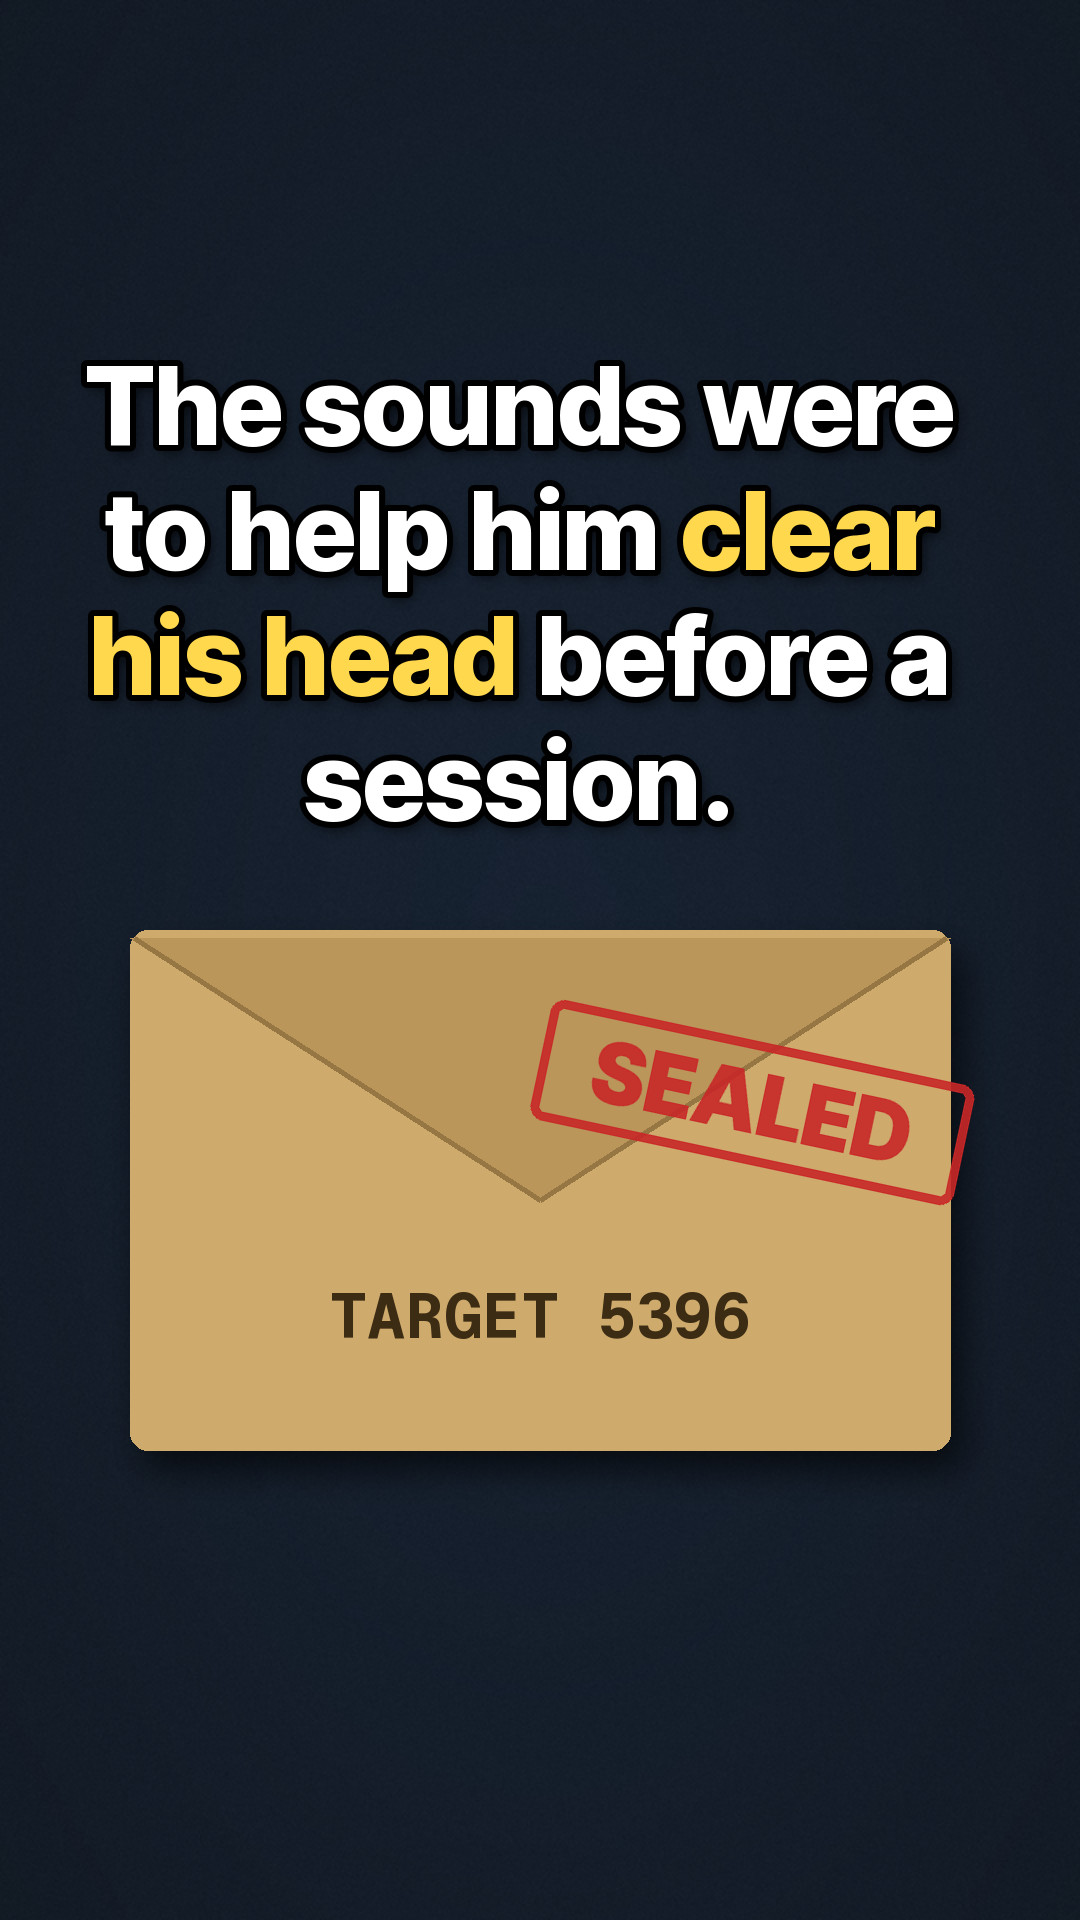 The sounds were
to help him clear
his head before a
session.
SEALED
TARGET 5396